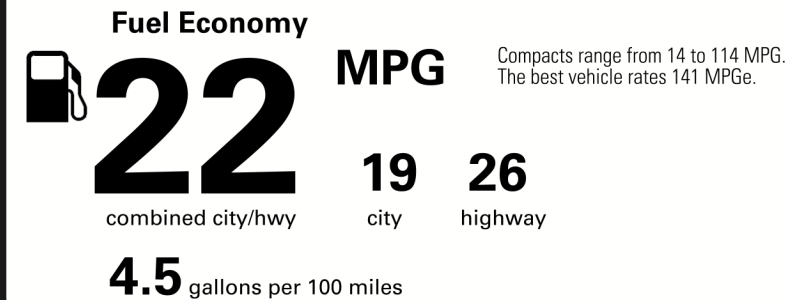 Fuel Economy
22 MPG
Compacts range from 14 to 114 MPG.
The best vehicle rates 141 MPGe.
combined city/hwy
19
city
26
highway
4.5 gallons per 100 miles